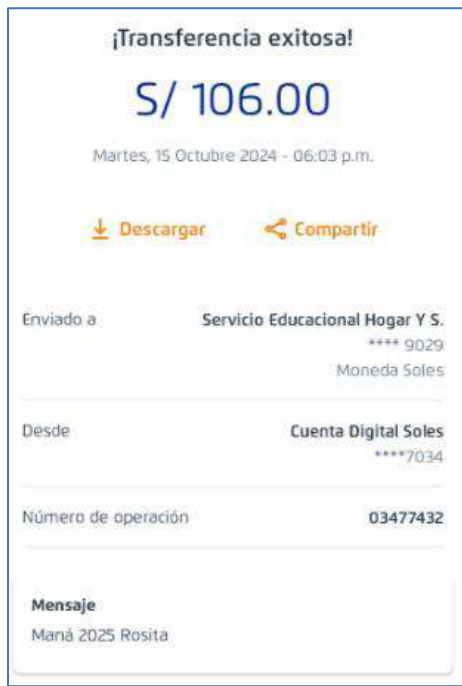 ¡Transferencia exitosa!
S/ 106.00
Martes, 15 Octubre 2024 - 06:03 p.m.
Descargar Compartir
Enviado a Servicio Educacional Hogar Y S.
**** 9029
Moneda Soles
Desde Cuenta Digital Soles
****7034
Número de operación 03477432
Mensaje
Maná 2025 Rosita